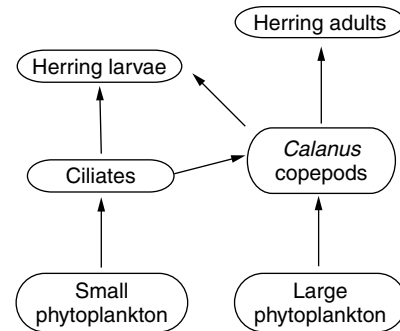 Herring adults
Herring larvae
Calanus
copepods
Ciliates
Small
phytoplankton
Large
phytoplankton